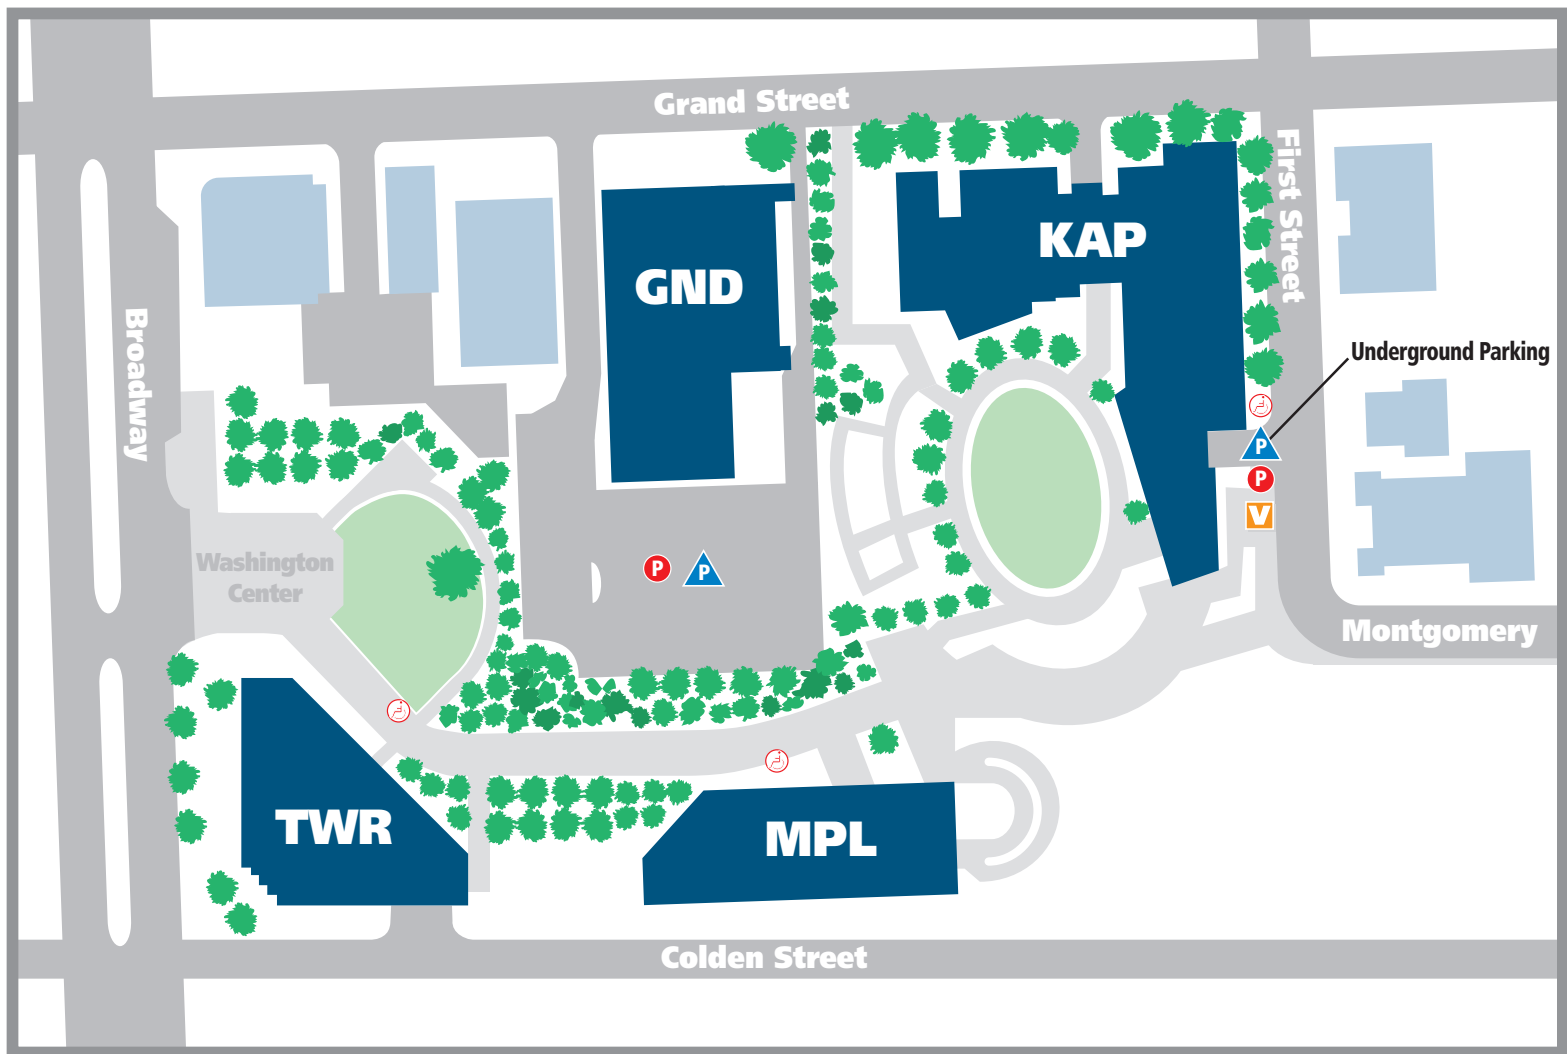 Grand Street
First Street
KAP
GND
Broadway
Underground Parking
P
P
V
Washington
Center
P
P
Montgomery
TWR
MPL
Colden Street